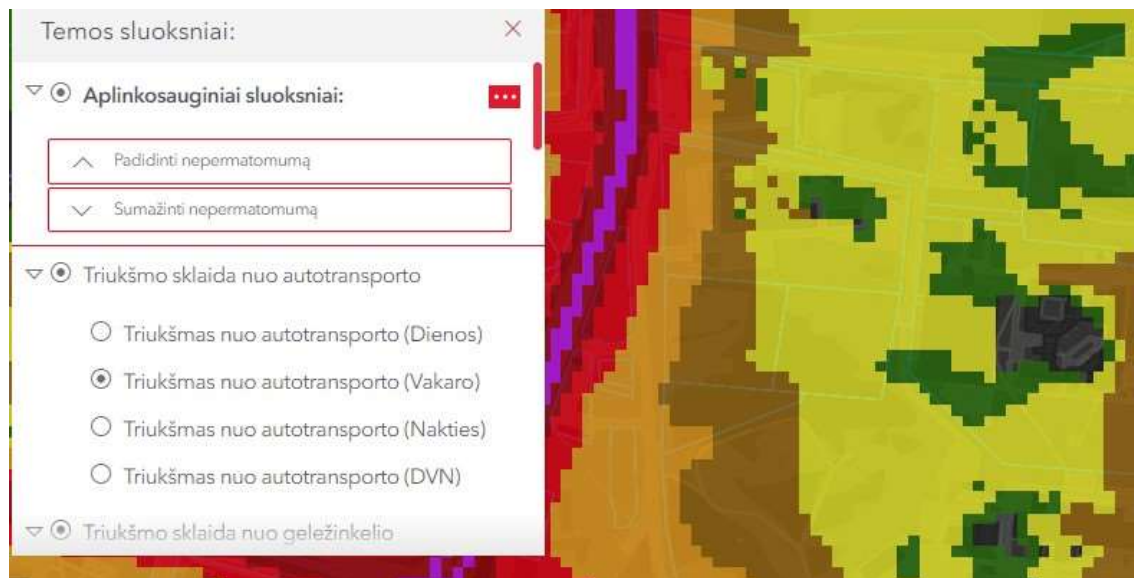 Temos sluoksniai:
Aplinkosauginiai sluoksniai:
Padidinti nepermatomumą
Sumažinti nepermatomumą
Triukšmo sklaida nuo autotransporto
Triukšmas nuo autotransporto (Dienos)
Triukšmas nuo autotransporto (Vakaro)
Triukšmas nuo autotransporto (Nakties)
Triukšmas nuo autotransporto (DVN)
Triukšmo sklaida nuo geležinkelio